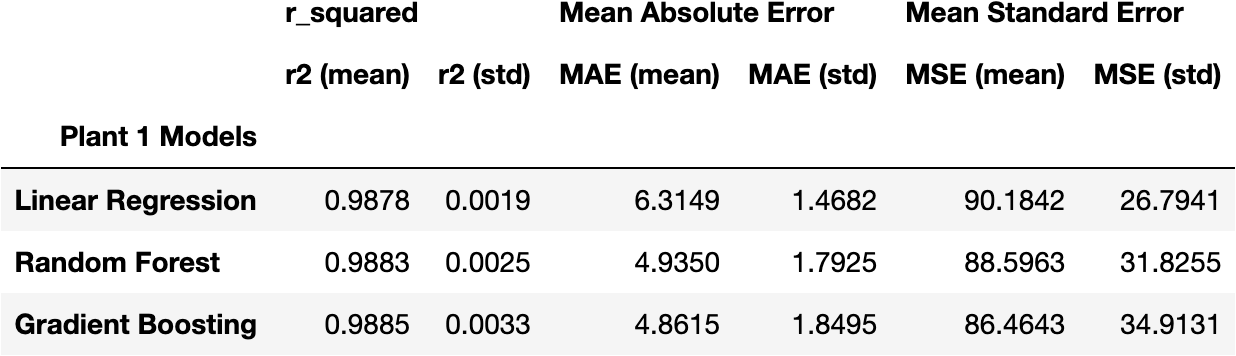 r_squared Mean Absolute Error Mean Standard Error
r2 (mean) r2 (std) MAE (mean) MAE (std) MSE (mean) MSE (std)
Plant 1 Models
Linear Regression 0.9878 0.0019 6.3149 1.4682 90.1842 26.7941
Random Forest 0.9883 0.0025 4.9350 1.7925 88.5963 31.8255
Gradient Boosting 0.9885 0.0033 4.8615 1.8495 86.4643 34.9131